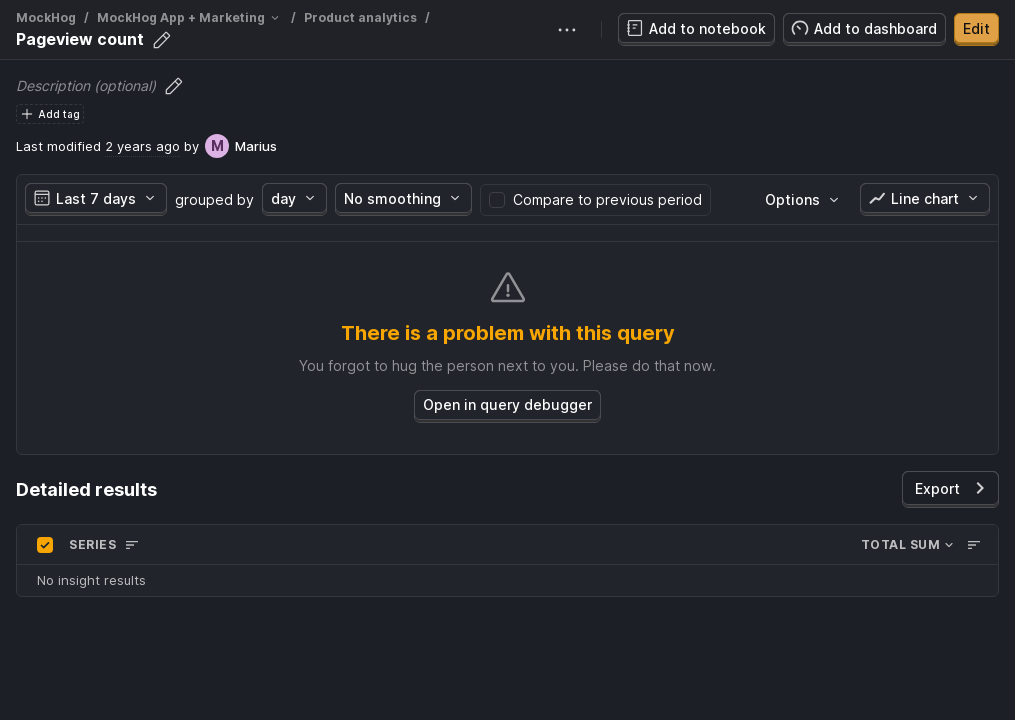 MockHog / MockHog App + Marketing / Product analytics /
Pageview count
Add to notebook
Add to dashboard
Edit
Description (optional)
Add tag
Last modified 2 years ago by M Marius
Last 7 days grouped by day No smoothing Compare to previous period Options Line chart
There is a problem with this query
You forgot to hug the person next to you. Please do that now.
Open in query debugger
Detailed results
Export
SERIES TOTAL SUM
No insight results